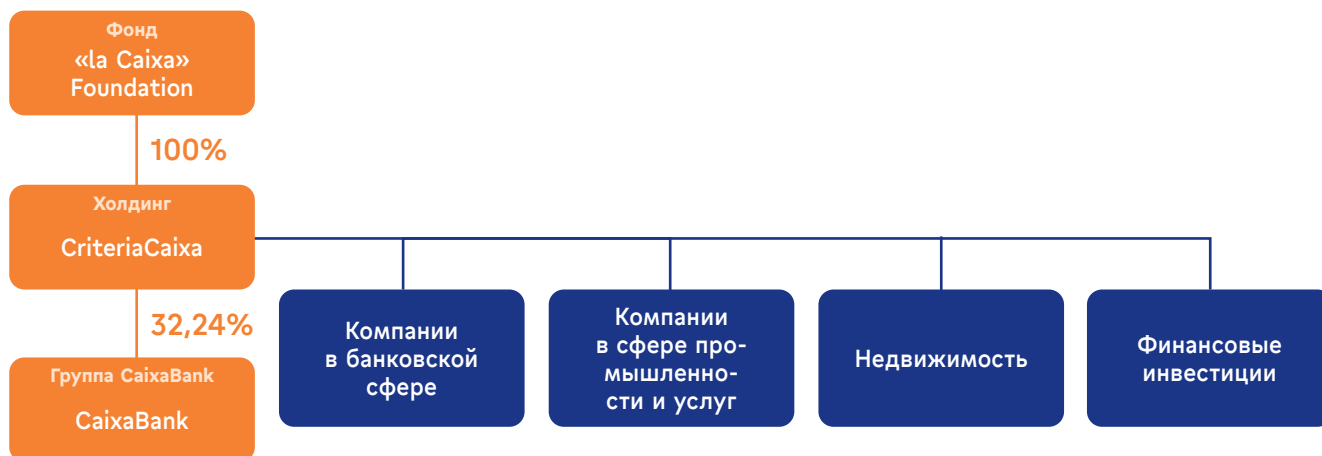 Фонд
«la Caixa»
Foundation
100%
Холдинг
CriteriaCaixa
32,24%
Группа CaixaBank
CaixaBank
Компании
в банковской
сфере
Компании
в сфере про-
мышленно-
сти и услуг
Недвижимость
Финансовые
инвестиции